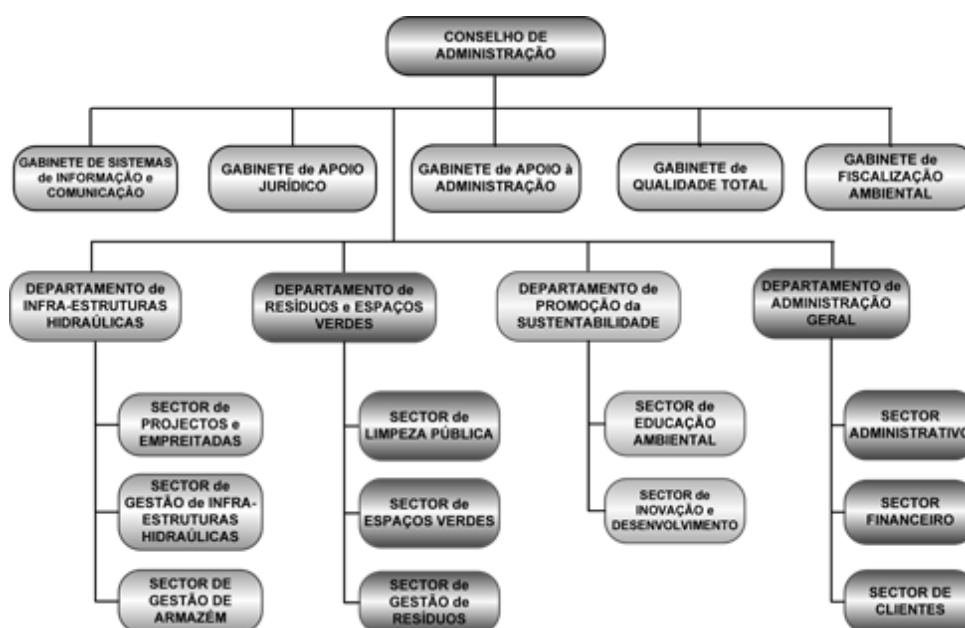 CONSELHO DE
ADMINISTRAÇÃO
GABINETE DE SISTEMAS
de INFORMAÇÃO e
COMUNICAÇÃO
GABINETE de APOIO
JURÍDICO
GABINETE de APOIO à
ADMINISTRAÇÃO
GABINETE de
QUALIDADE TOTAL
GABINETE de
FISCALIZAÇÃO
AMBIENTAL
DEPARTAMENTO de
INFRA-ESTRUTURAS
HIDRAÚLICAS
DEPARTAMENTO de
RESÍDUOS e ESPAÇOS
VERDES
DEPARTAMENTO de
PROMOÇÃO da
SUSTENTABILIDADE
DEPARTAMENTO de
ADMINISTRAÇÃO
GERAL
SECTOR de
PROJECTOS e
EMPREITADAS
SECTOR de
GESTÃO de INFRA-
ESTRUTURAS
HIDRAÚLICAS
SECTOR DE
GESTÃO DE
ARMAZÉM
SECTOR de
LIMPEZA PÚBLICA
SECTOR de
ESPAÇOS VERDES
SECTOR de
GESTÃO de
RESÍDUOS
SECTOR de
EDUCAÇÃO
AMBIENTAL
SECTOR de
INOVAÇÃO e
DESENVOLVIMENTO
SECTOR
ADMINISTRATIVO
SECTOR
FINANCEIRO
SECTOR DE
CLIENTES